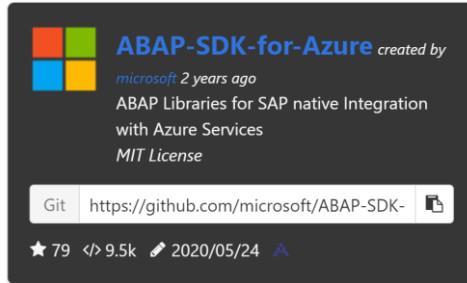 ABAP-SDK-for-Azure created by
microsoft 2 years ago
ABAP Libraries for SAP native Integration
with Azure Services
MIT License
Git https://github.com/microsoft/ABAP-SDK-
79 </> 9.5k 2020/05/24